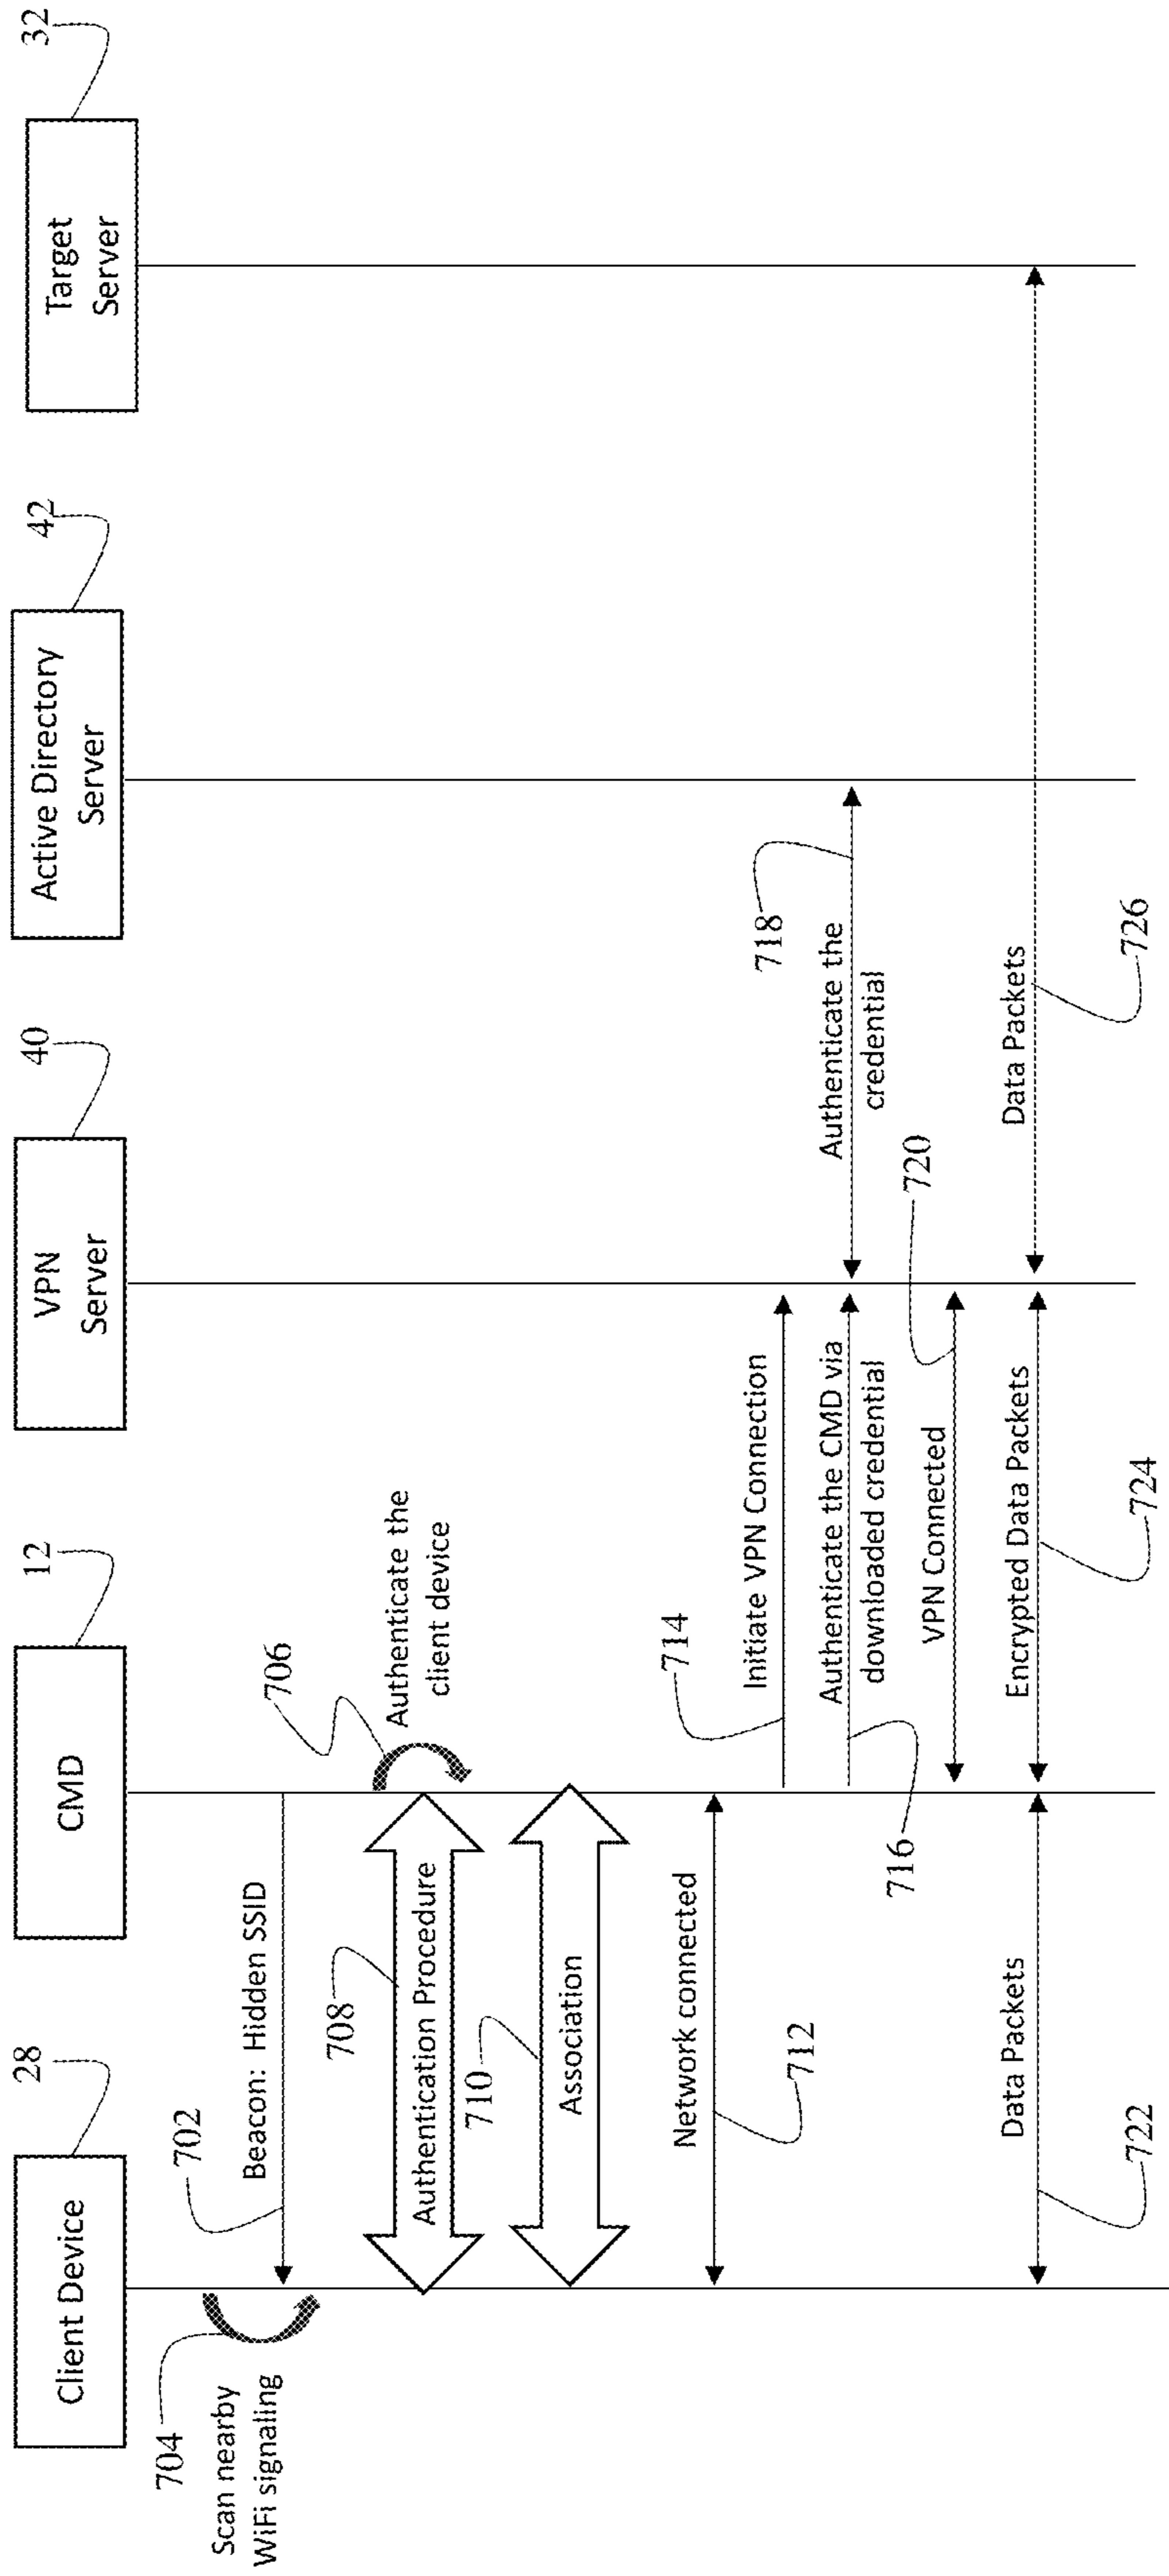 Client Device
28
CMD
12
VPN
Server
40
Active Directory
Server
42
Target
Server
32
704
Scan nearby
WiFi signaling
702
Beacon: Hidden SSID
706
Authenticate the
client device
708
Authentication Procedure
710
Association
Network connected
712
714
Initiate VPN Connection
Authenticate the CMD via
downloaded credential
716
718
Authenticate the
credential
720
VPN Connected
Data Packets
722
Encrypted Data Packets
724
Data Packets
726